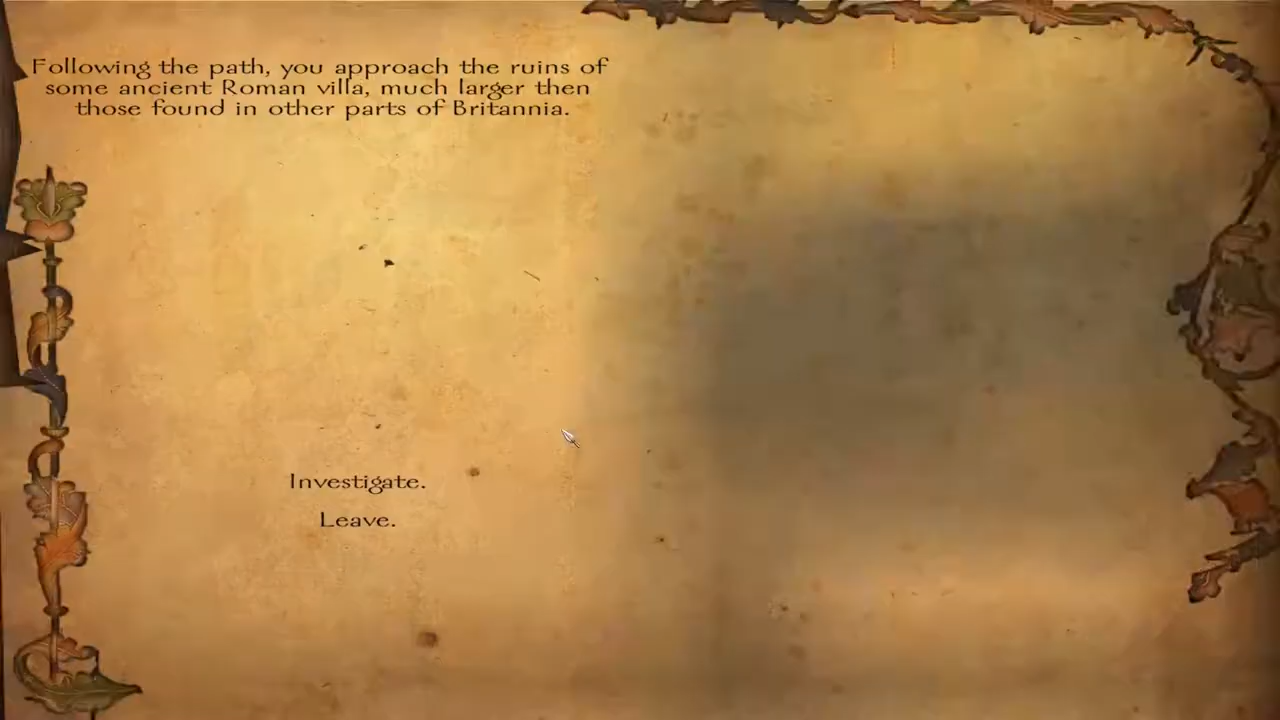 Following the path, you approach the ruins of
some ancient Roman villa, much larger then
those found in other parts of Britannia.
Investigate.
Leave.